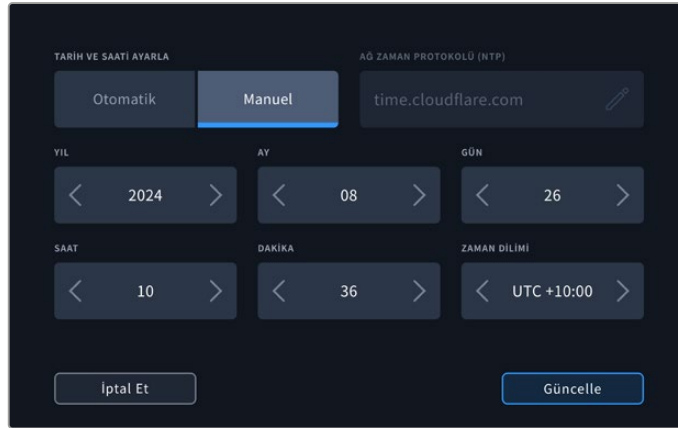 TARİH VE SAATİ AYARLA
AĞ ZAMAN PROTOKOLÜ (NTP)
Otomatik
Manuel
time.cloudflare.com
YIL
AY
GÜN
2024
08
26
SAAT
DAKİKA
ZAMAN DİLİMİ
10
36
UTC +10:00
İptal Et
Güncelle